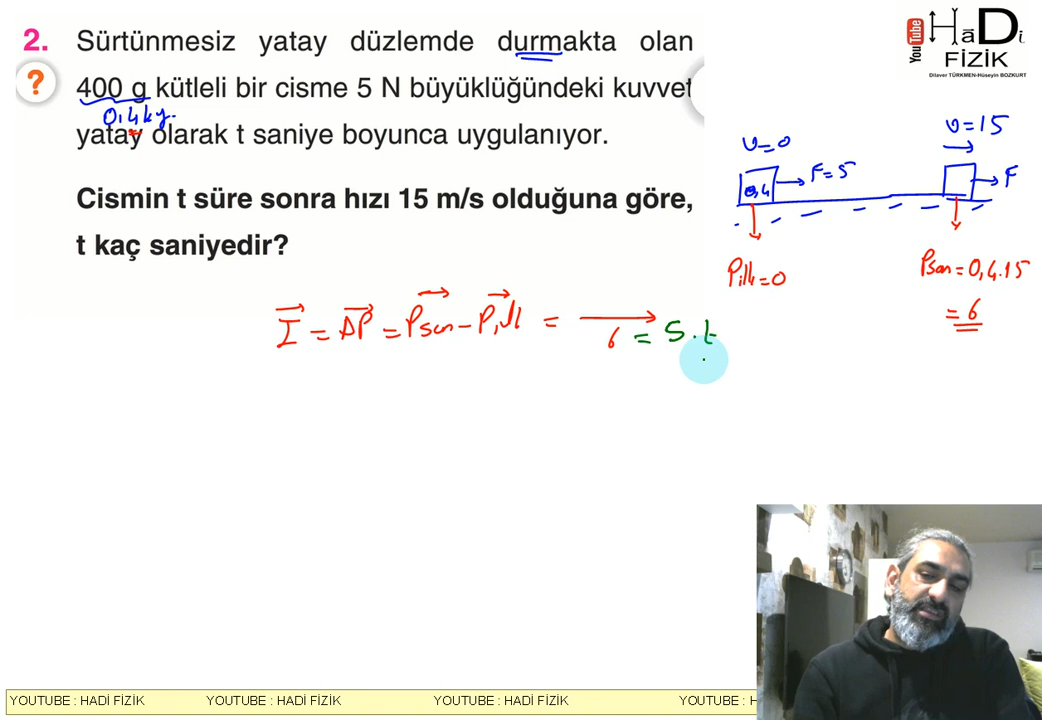 2. Sürtünmesiz yatay düzlemde durmakta olan
? 400 g kütleli bir cisme 5 N büyüklüğündeki kuvvet
0,4 kg.
yatay olarak t saniye boyunca uygulanıyor.
Cismin t süre sonra hızı 15 m/s olduğuna göre,
t kaç saniyedir?
YouTube HaDi
FİZİK
Dilaver TÜRKMEN-Hüseyin BOZKURT
υ=0
υ=15
0,4 F=5
F
Pilk=0
Pson=0,4.15
=6
I = ΔP = Pson - Pilk = 6 = 5.t
YOUTUBE : HADİ FİZİK YOUTUBE : HADİ FİZİK YOUTUBE : HADİ FİZİK YOUTUBE : H